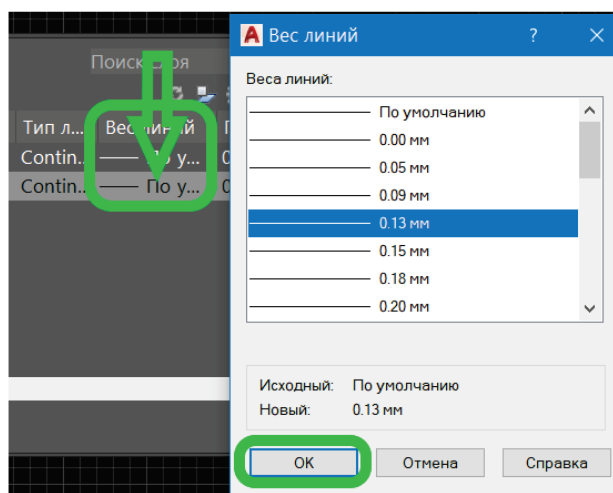 Вес линий
?
Поиск слоя
Веса линий:
Тип л... Вес линий
Contin... По у... 0
Contin... По у... 0
По умолчанию
0.00 мм
0.05 мм
0.09 мм
0.13 мм
0.15 мм
0.18 мм
0.20 мм
Исходный: По умолчанию
Новый: 0.13 мм
OK Отмена Справка